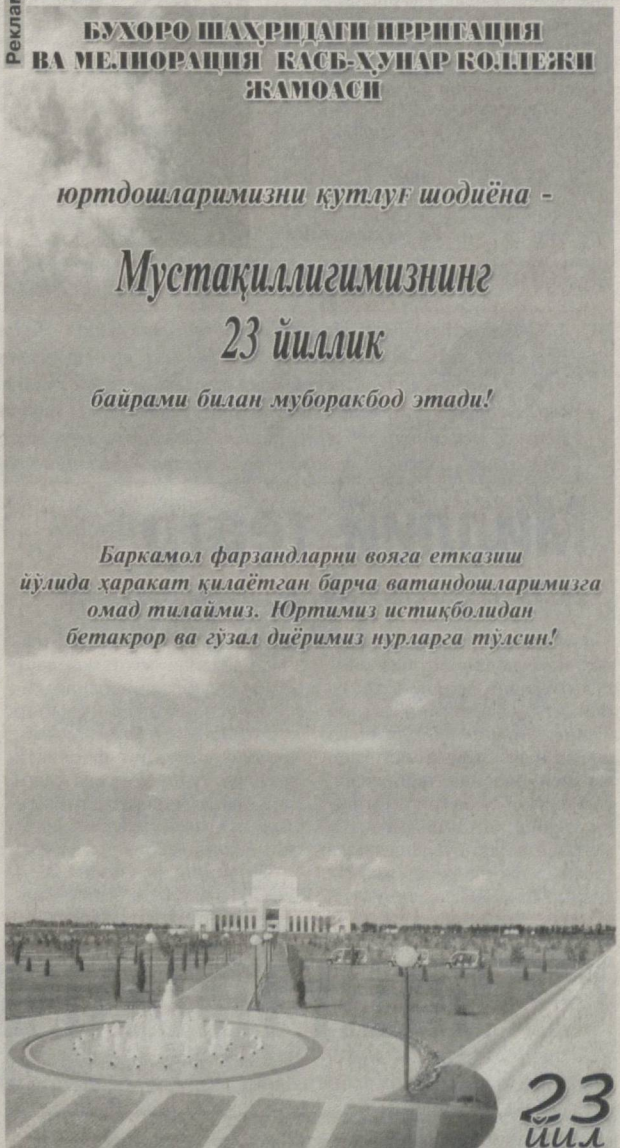 БУХОРО ШАҲРИДАГИ ИРРИГАЦИЯ
ВА МЕЛИОРАЦИЯ КАСБ-ҲУНАР КОЛЛЕЖИ
ЖАМОАСИ
юртдошларимизни қутлуғ шодиёна -
Мустақиллигимизнинг
23 йиллик
байрами билан муборакбод этади!
Баркамол фарзандларни вояга етказиш
йўлида ҳаракат қилаётган барча ватандошларимизга
омад тилаймиз. Юртимиз истиқболидан
бетакрор ва гўзал диёримиз нурларга тўлсин!
23
йил